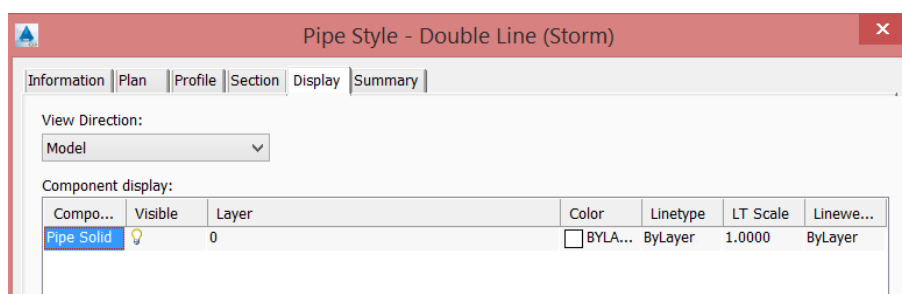 Pipe Style - Double Line (Storm)
Information Plan Profile Section Display Summary
View Direction:
Model
Component display:
Compo... Visible Layer Color Linetype LT Scale Linewe...
Pipe Solid 0 BYLA... ByLayer 1.0000 ByLayer